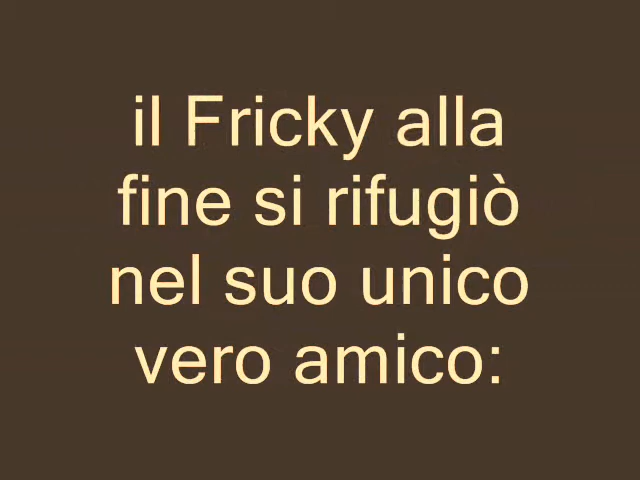 il Fricky alla
fine si rifugiò
nel suo unico
vero amico: